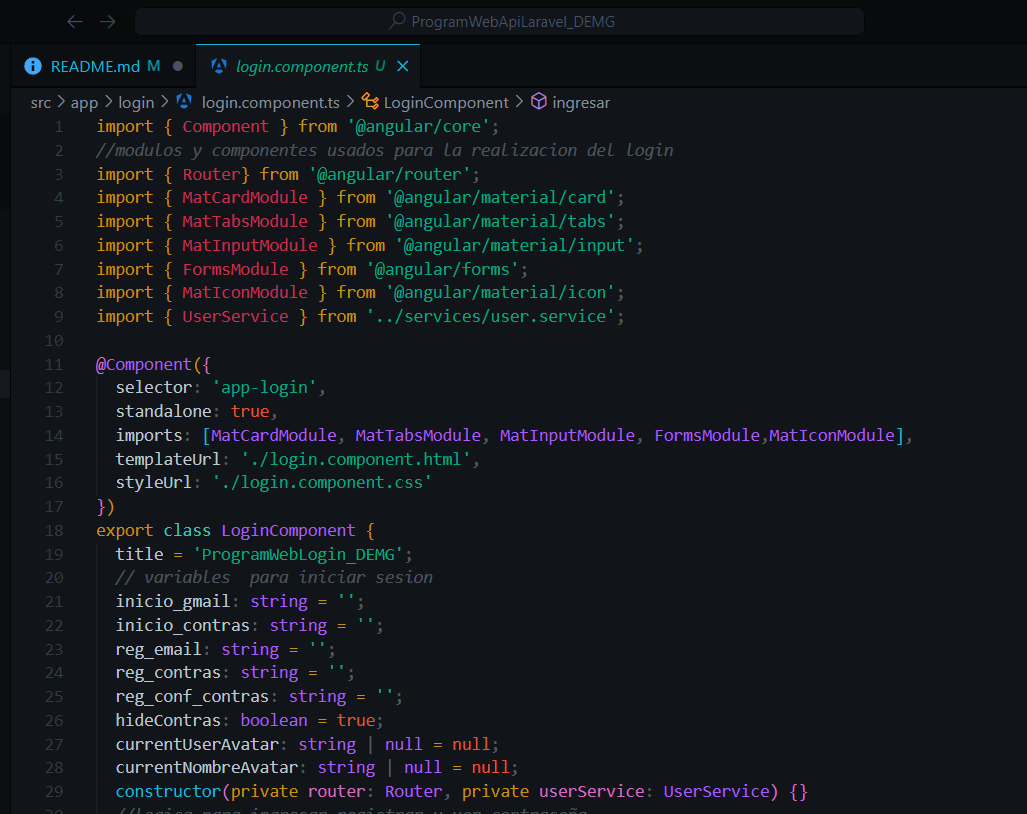 ProgramWebApiLaravel_DEMG
README.md M
login.component.ts U
src > app > login > login.component.ts > LoginComponent > ingresar
1 import { Component } from '@angular/core';
2 //modulos y componentes usados para la realizacion del login
3 import { Router} from '@angular/router';
4 import { MatCardModule } from '@angular/material/card';
5 import { MatTabsModule } from '@angular/material/tabs';
6 import { MatInputModule } from '@angular/material/input';
7 import { FormsModule } from '@angular/forms';
8 import { MatIconModule } from '@angular/material/icon';
9 import { UserService } from '../services/user.service';
10
11 @Component({
12   selector: 'app-login',
13   standalone: true,
14   imports: [MatCardModule, MatTabsModule, MatInputModule, FormsModule,MatIconModule],
15   templateUrl: './login.component.html',
16   styleUrl: './login.component.css'
17 })
18 export class LoginComponent {
19   title = 'ProgramWebLogin_DEMG';
20   // variables  para iniciar sesion
21   inicio_gmail: string = '';
22   inicio_contras: string = '';
23   reg_email: string = '';
24   reg_contras: string = '';
25   reg_conf_contras: string = '';
26   hideContras: boolean = true;
27   currentUserAvatar: string | null = null;
28   currentNombreAvatar: string | null = null;
29   constructor(private router: Router, private userService: UserService) {}